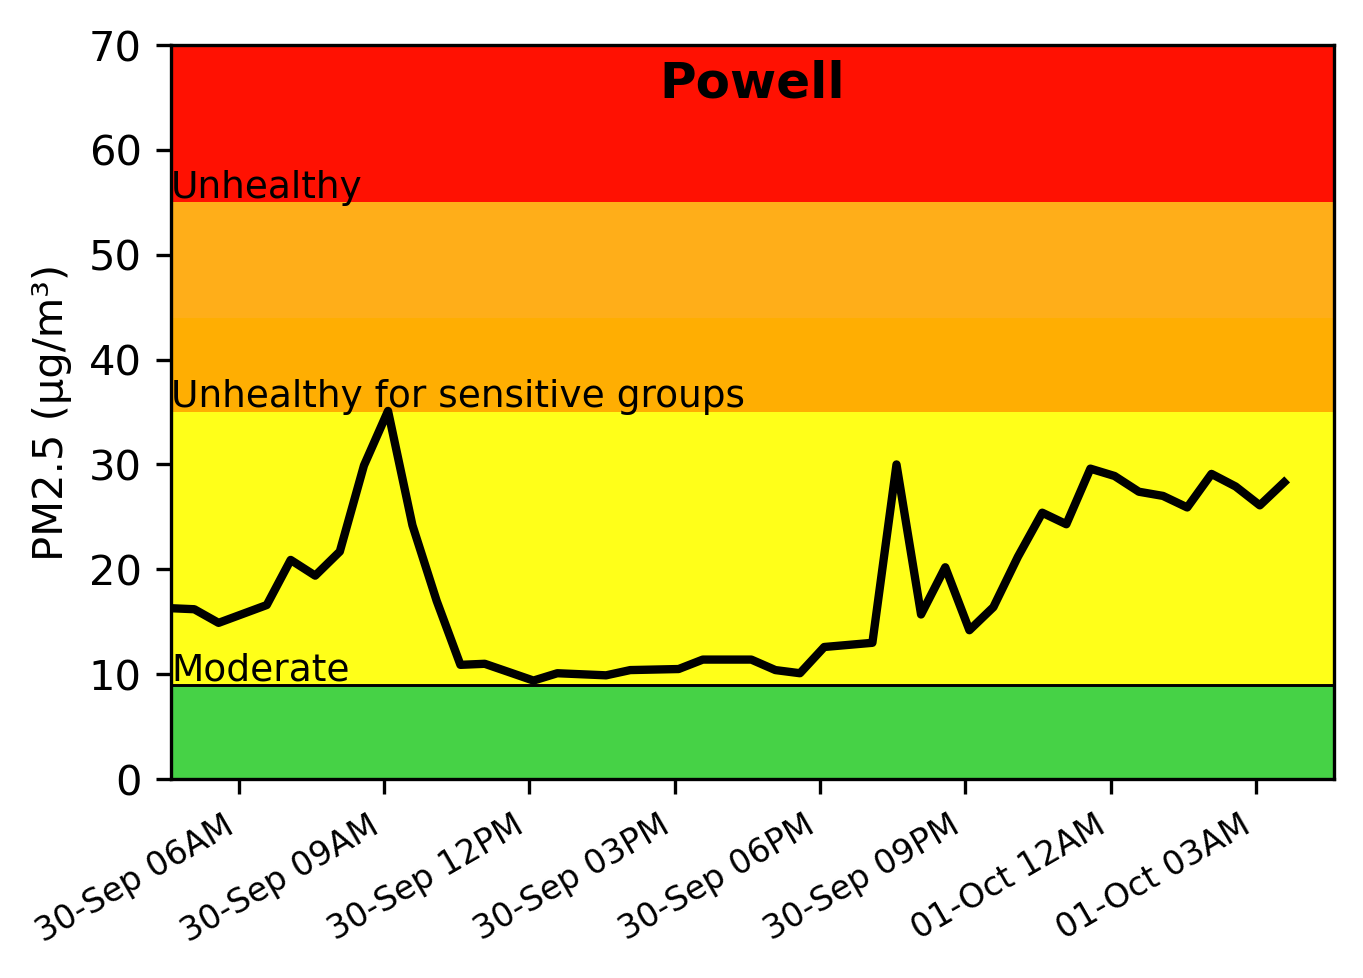 Powell
PM2.5 (µg/m³)
70
60
50
40
30
20
10
0
Unhealthy
Unhealthy for sensitive groups
Moderate
30-Sep 06AM
30-Sep 09AM
30-Sep 12PM
30-Sep 03PM
30-Sep 06PM
30-Sep 09PM
01-Oct 12AM
01-Oct 03AM